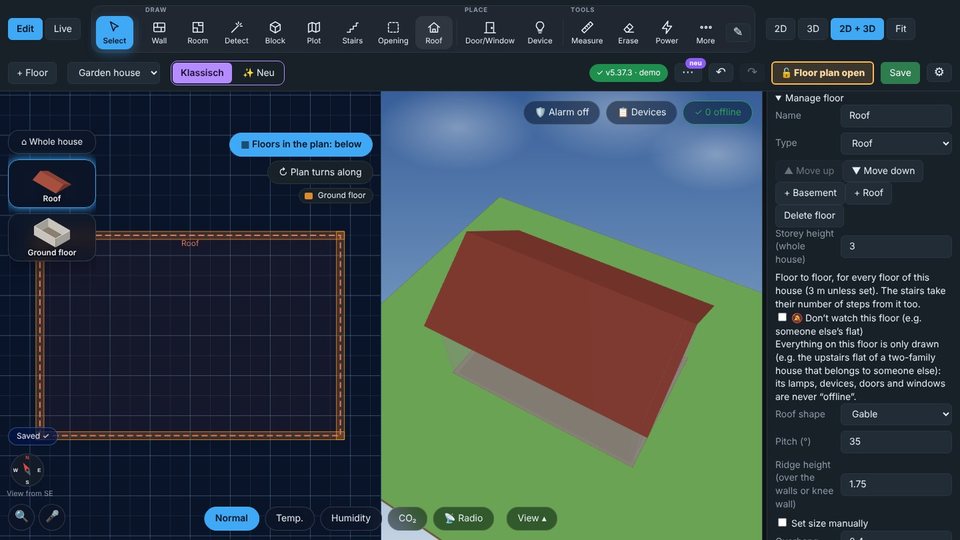 DRAW
PLACE
TOOLS
Edit
Live
Select
Wall
Room
Detect
Block
Plot
Stairs
Opening
Roof
Door/Window
Device
Measure
Erase
Power
More
2D
3D
2D + 3D
Fit
+ Floor
Garden house
Klassisch
✨ Neu
✓ v5.37.3 · demo
neu
Floor plan open
Save
⌂ Whole house
Roof
Ground floor
Floors in the plan: below
↻ Plan turns along
Ground floor
Roof
Saved ✓
N
W E
S
View from SE
Alarm off
Devices
✓ 0 offline
Normal
Temp.
Humidity
CO₂
Radio
View ▴
▼ Manage floor
Name
Roof
Type
Roof
▲ Move up
▼ Move down
+ Basement
+ Roof
Delete floor
Storey height
(whole
house)
3
Floor to floor, for every floor of this
house (3 m unless set). The stairs take
their number of steps from it too.
Don't watch this floor (e.g.
someone else's flat)
Everything on this floor is only drawn
(e.g. the upstairs flat of a two-family
house that belongs to someone else):
its lamps, devices, doors and windows
are never "offline".
Roof shape
Gable
Pitch (°)
35
Ridge height
(over the
walls or knee
wall)
1.75
Set size manually